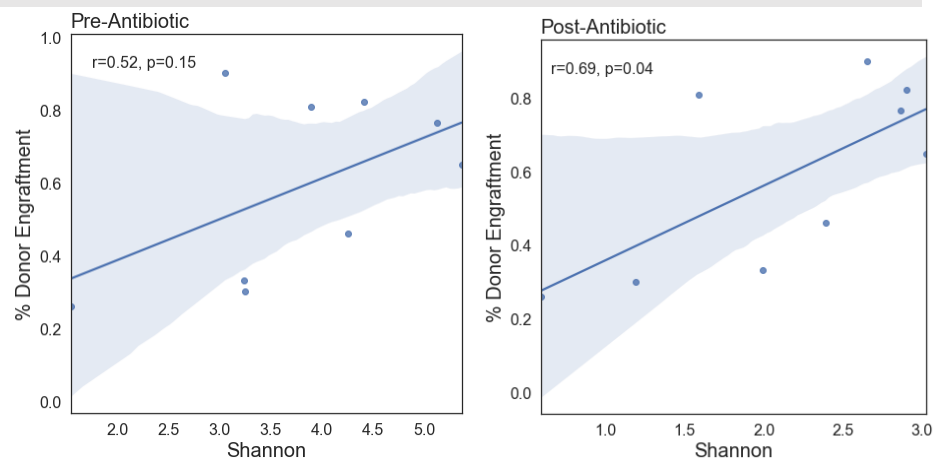 Pre-Antibiotic
r=0.52, p=0.15
1.0
0.8
0.6
0.4
0.2
0.0
% Donor Engraftment
2.0 2.5 3.0 3.5 4.0 4.5 5.0
Shannon
Post-Antibiotic
r=0.69, p=0.04
0.8
0.6
0.4
0.2
0.0
% Donor Engraftment
1.0 1.5 2.0 2.5 3.0
Shannon